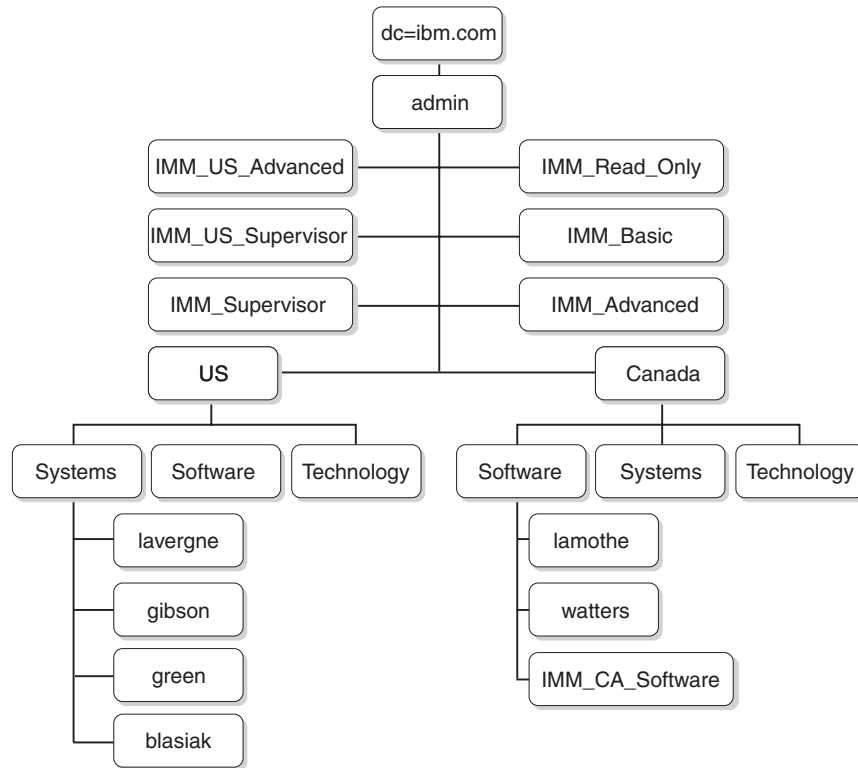 dc=ibm.com
admin
IMM_US_Advanced
IMM_Read_Only
IMM_US_Supervisor
IMM_Basic
IMM_Supervisor
IMM_Advanced
US
Canada
Systems
Software
Technology
Software
Systems
Technology
lavergne
gibson
green
blasiak
lamothe
watters
IMM_CA_Software